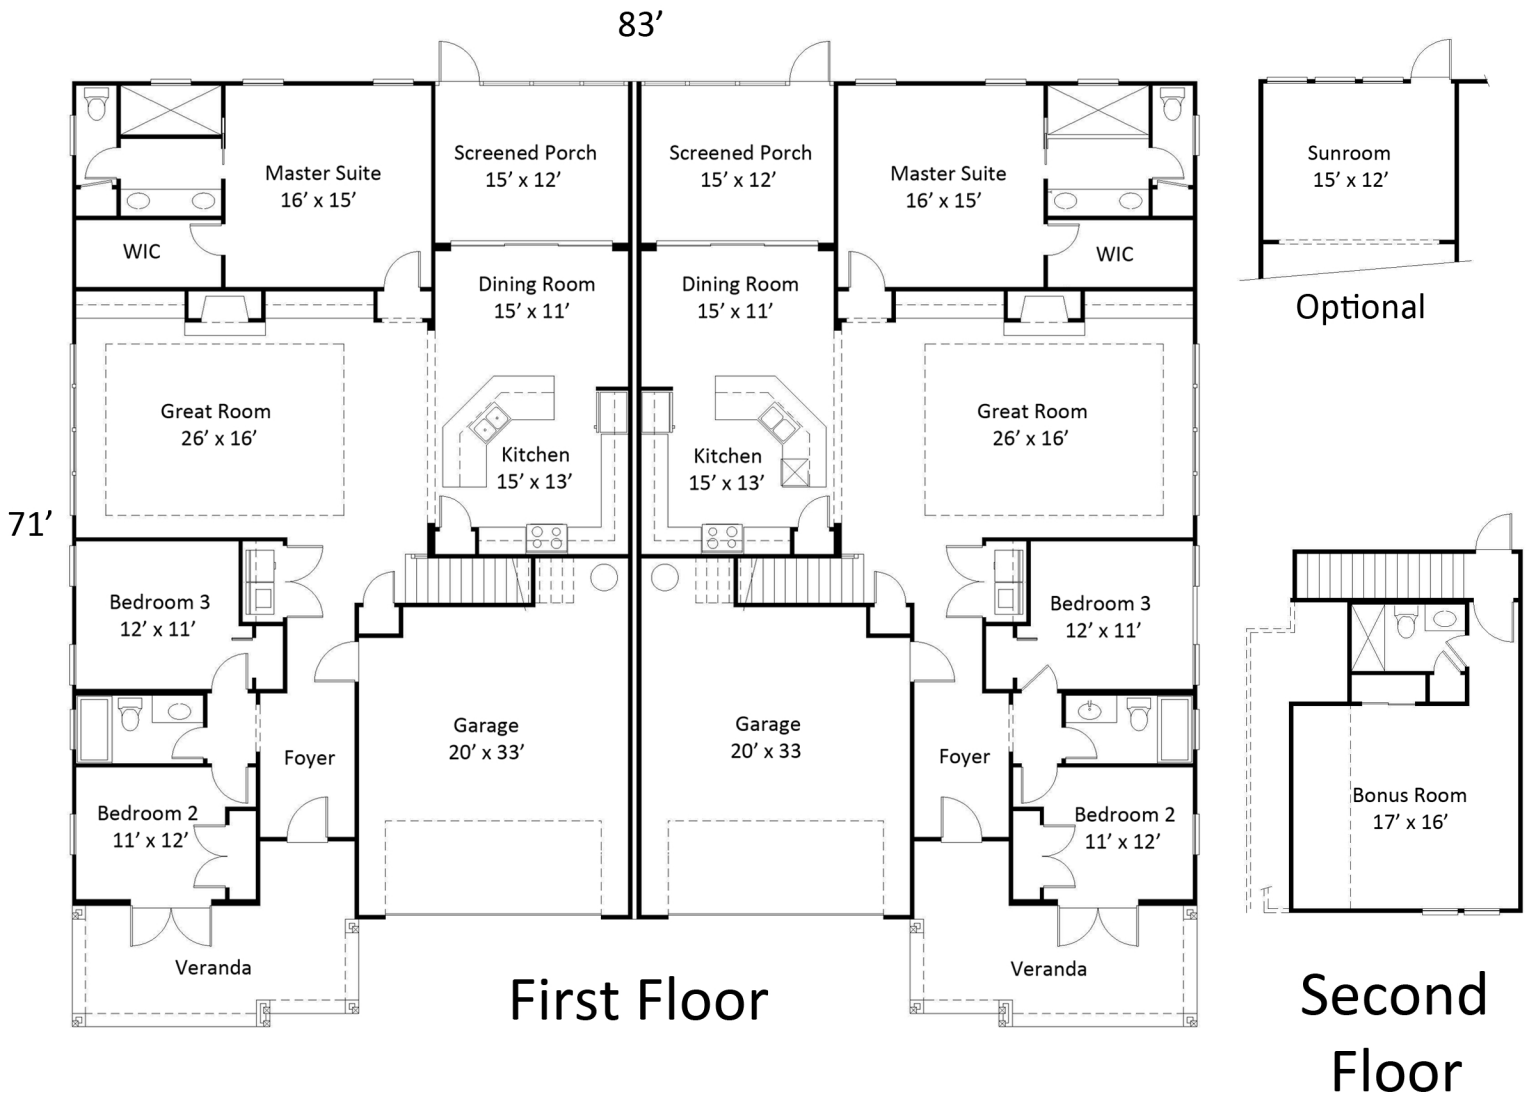 83’
Screened Porch
15’ x 12’
Screened Porch
15’ x 12’
Master Suite
16’ x 15’
Master Suite
16’ x 15’
Sunroom
15’ x 12’
WIC
WIC
Dining Room
15’ x 11’
Dining Room
15’ x 11’
Optional
Great Room
26’ x 16’
Great Room
26’ x 16’
Kitchen
15’ x 13’
Kitchen
15’ x 13’
71’
Bedroom 3
12’ x 11’
Bedroom 3
12’ x 11’
Garage
20’ x 33’
Garage
20’ x 33
Foyer
Foyer
Bedroom 2
11’ x 12’
Bedroom 2
11’ x 12’
Bonus Room
17’ x 16’
Veranda
Veranda
First Floor
Second
Floor